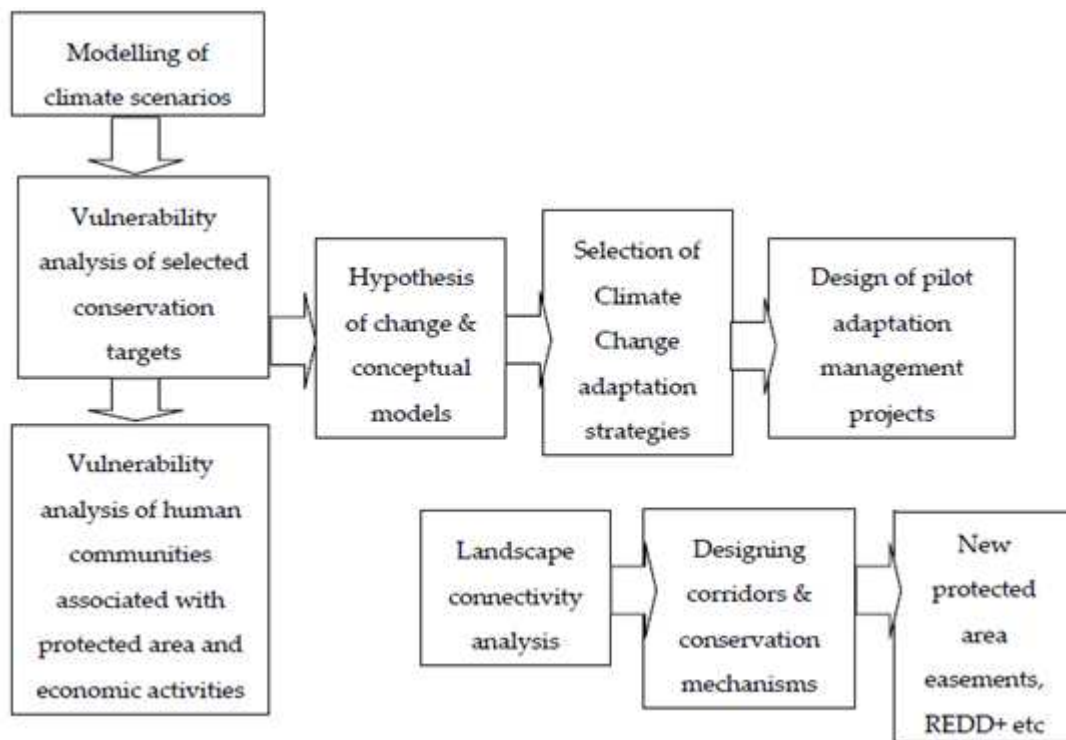 Modelling of
climate scenarios
Vulnerability
analysis of selected
conservation
targets
Hypothesis
of change &
conceptual
models
Selection of
Climate
Change
adaptation
strategies
Design of pilot
adaptation
management
projects
Vulnerability
analysis of human
communities
associated with
protected area and
economic activities
Landscape
connectivity
analysis
Designing
corridors &
conservation
mechanisms
New
protected
area
easements,
REDD+ etc